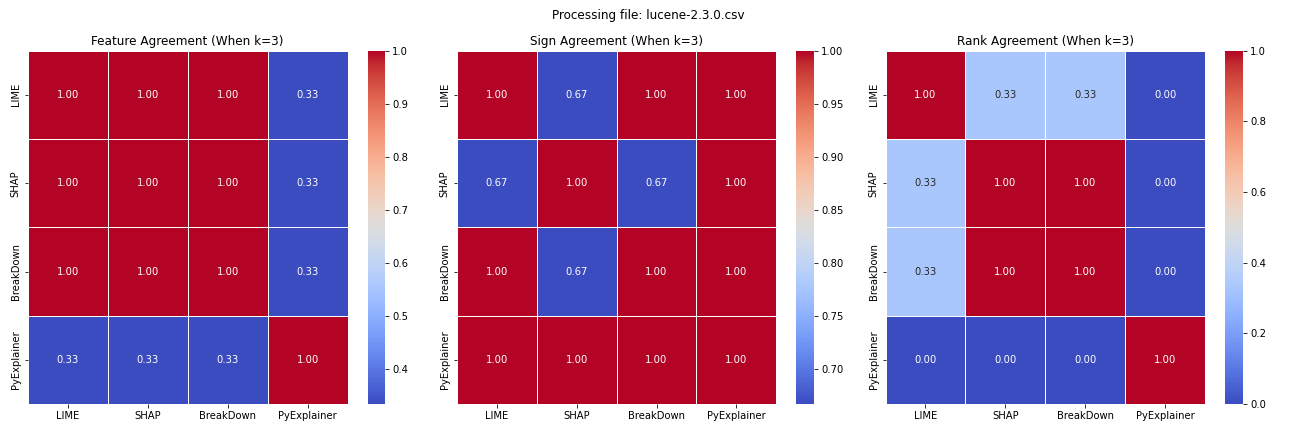 Processing file: lucene-2.3.0.csv
Feature Agreement (When k=3)
LIME 1.00 1.00 1.00 0.33
SHAP 1.00 1.00 1.00 0.33
BreakDown 1.00 1.00 1.00 0.33
PyExplainer 0.33 0.33 0.33 1.00
LIME SHAP BreakDown PyExplainer
1.0
0.9
0.8
0.7
0.6
0.5
0.4
Sign Agreement (When k=3)
LIME 1.00 0.67 1.00 1.00
SHAP 0.67 1.00 0.67 1.00
BreakDown 1.00 0.67 1.00 1.00
PyExplainer 1.00 1.00 1.00 1.00
LIME SHAP BreakDown PyExplainer
1.00
0.95
0.90
0.85
0.80
0.75
0.70
Rank Agreement (When k=3)
LIME 1.00 0.33 0.33 0.00
SHAP 0.33 1.00 1.00 0.00
BreakDown 0.33 1.00 1.00 0.00
PyExplainer 0.00 0.00 0.00 1.00
LIME SHAP BreakDown PyExplainer
1.0
0.8
0.6
0.4
0.2
0.0